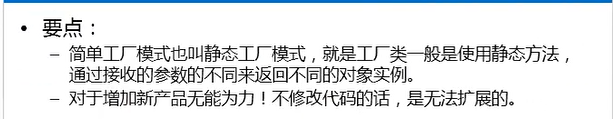 • 要点：
– 简单工厂模式也叫静态工厂模式，就是工厂类一般是使用静态方法，
通过接收的参数的不同来返回不同的对象实例。
– 对于增加新产品无能为力！不修改代码的话，是无法扩展的。